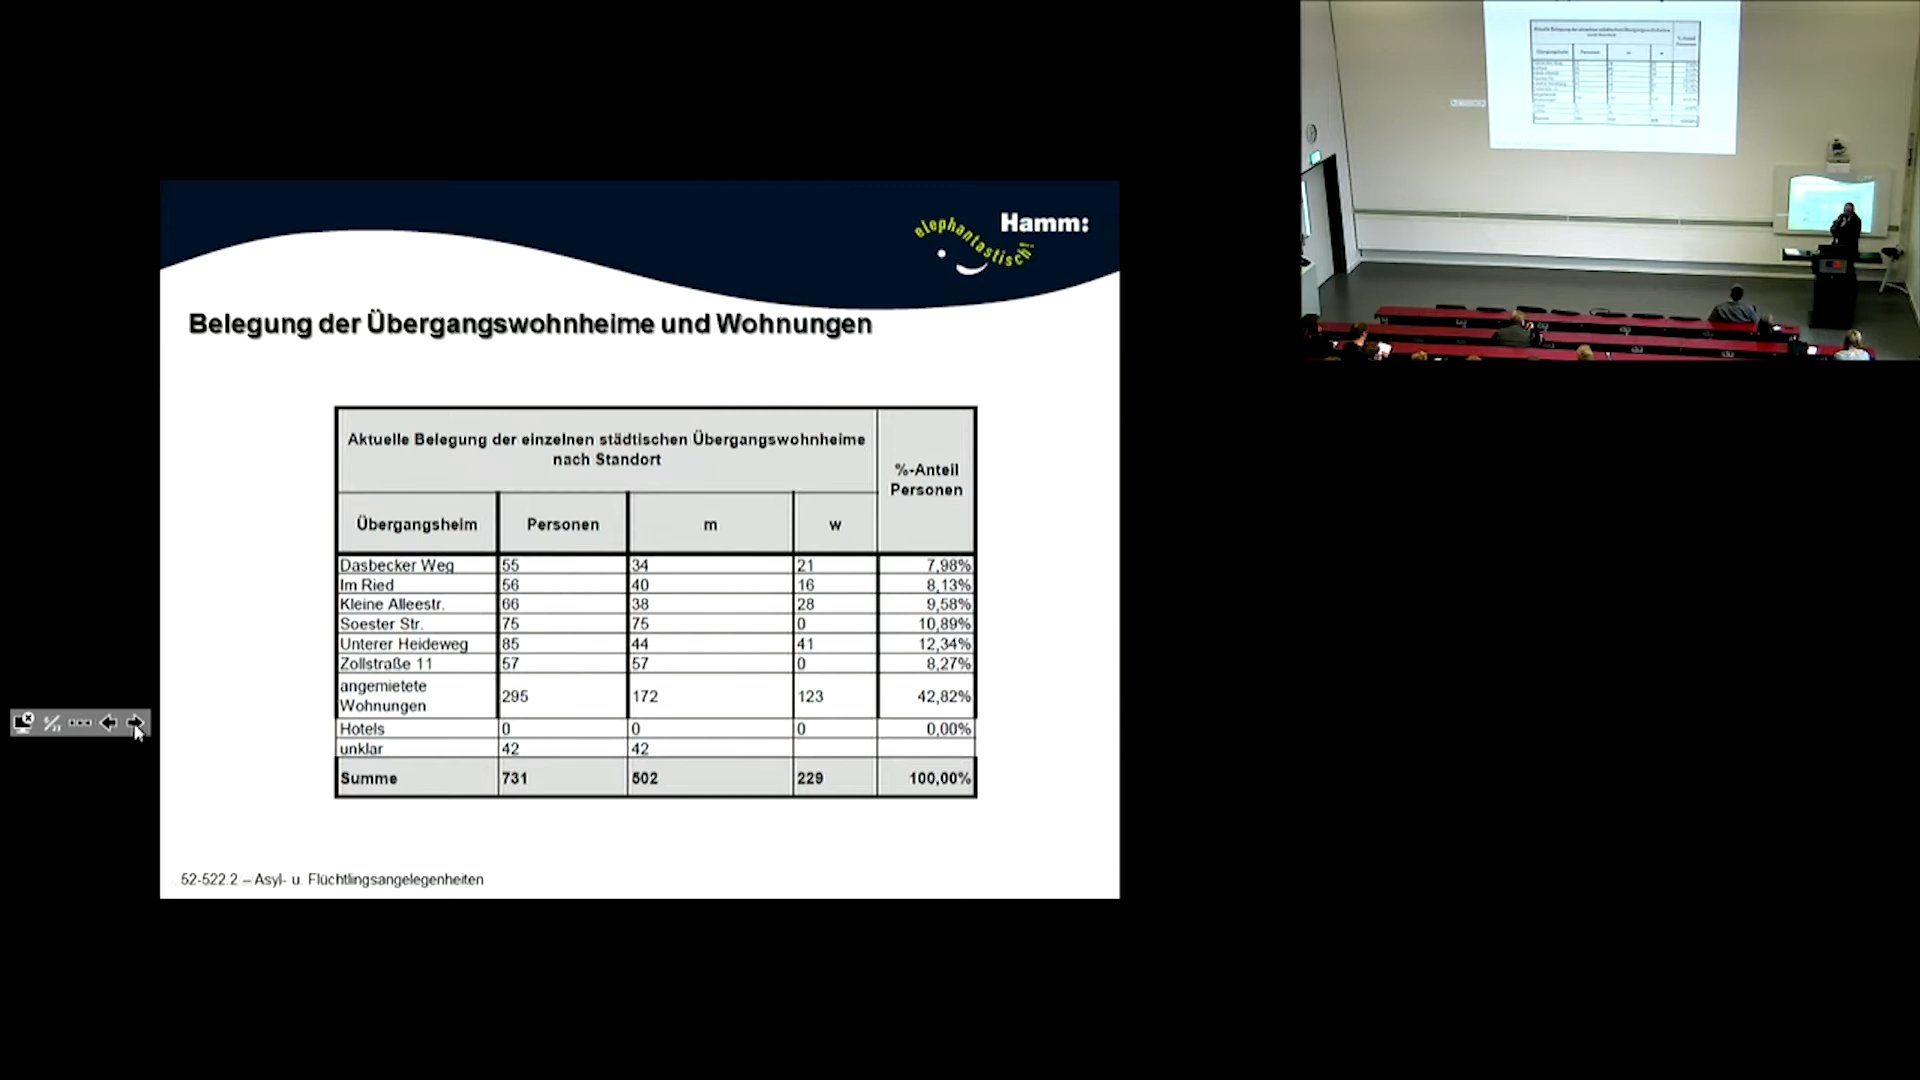 elephantastisch!
Hamm:
Belegung der Übergangswohnheime und Wohnungen
Aktuelle Belegung der einzelnen städtischen Übergangswohnheime
nach Standort
%-Anteil
Personen
Übergangsheim Personen m w
Dasbecker Weg 55 34 21 7,98%
Im Ried 56 40 16 8,13%
Kleine Alleestr. 66 38 28 9,58%
Soester Str. 75 75 0 10,89%
Unterer Heideweg 85 44 41 12,34%
Zollstraße 11 57 57 0 8,27%
angemietete
Wohnungen 295 172 123 42,82%
Hotels 0 0 0 0,00%
unklar 42 42
Summe 731 502 229 100,00%
52-522.2 – Asyl- u. Flüchtlingsangelegenheiten